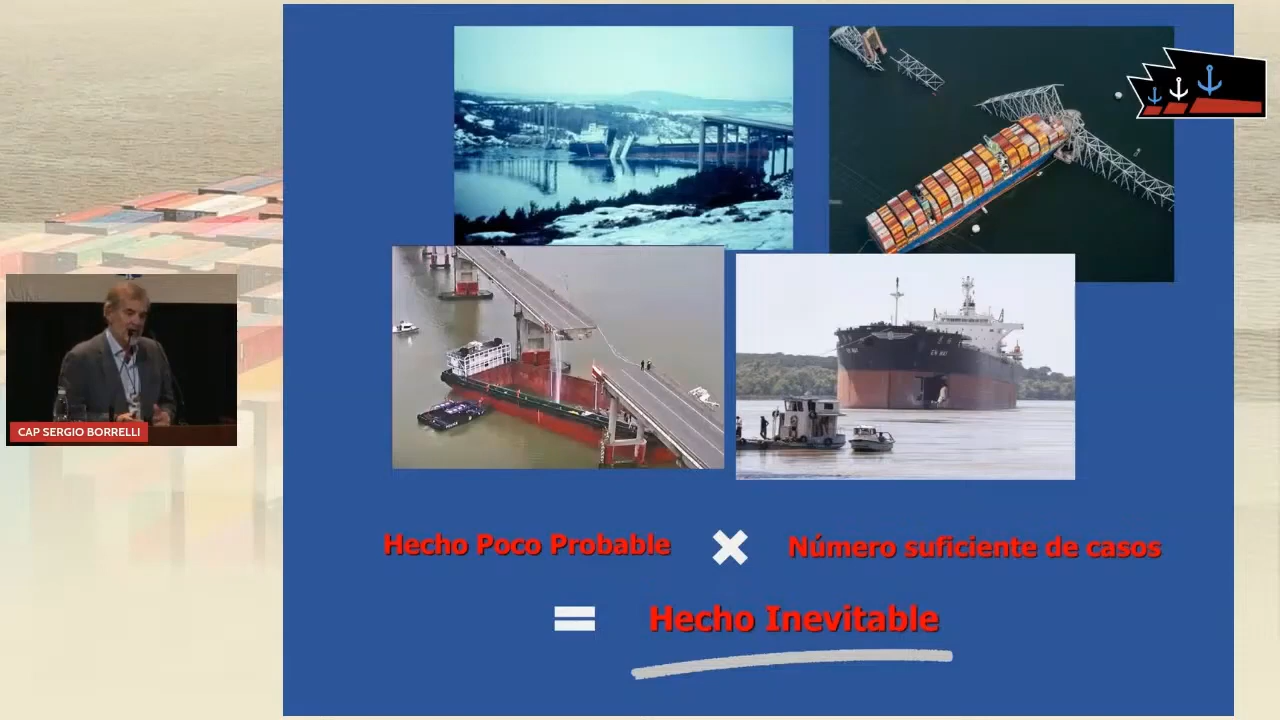 Hecho Poco Probable × Número suficiente de casos
= Hecho Inevitable
CAP SERGIO BORRELLI